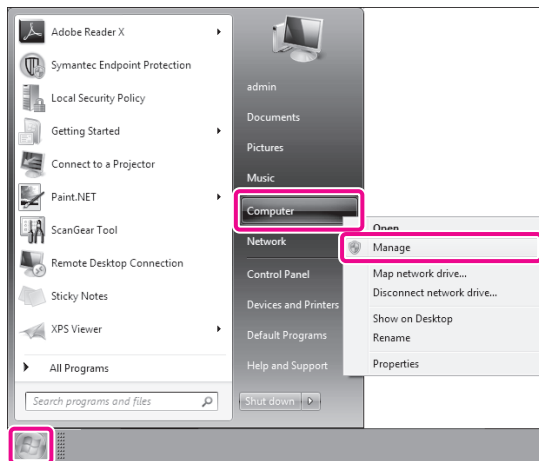 Adobe Reader X
Symantec Endpoint Protection
Local Security Policy
Getting Started
Connect to a Projector
Paint.NET
ScanGear Tool
Remote Desktop Connection
Sticky Notes
XPS Viewer
All Programs
Search programs and files
admin
Documents
Pictures
Music
Computer
Network
Control Panel
Devices and Printers
Default Programs
Help and Support
Shut down
Open
Manage
Map network drive...
Disconnect network drive...
Show on Desktop
Rename
Properties